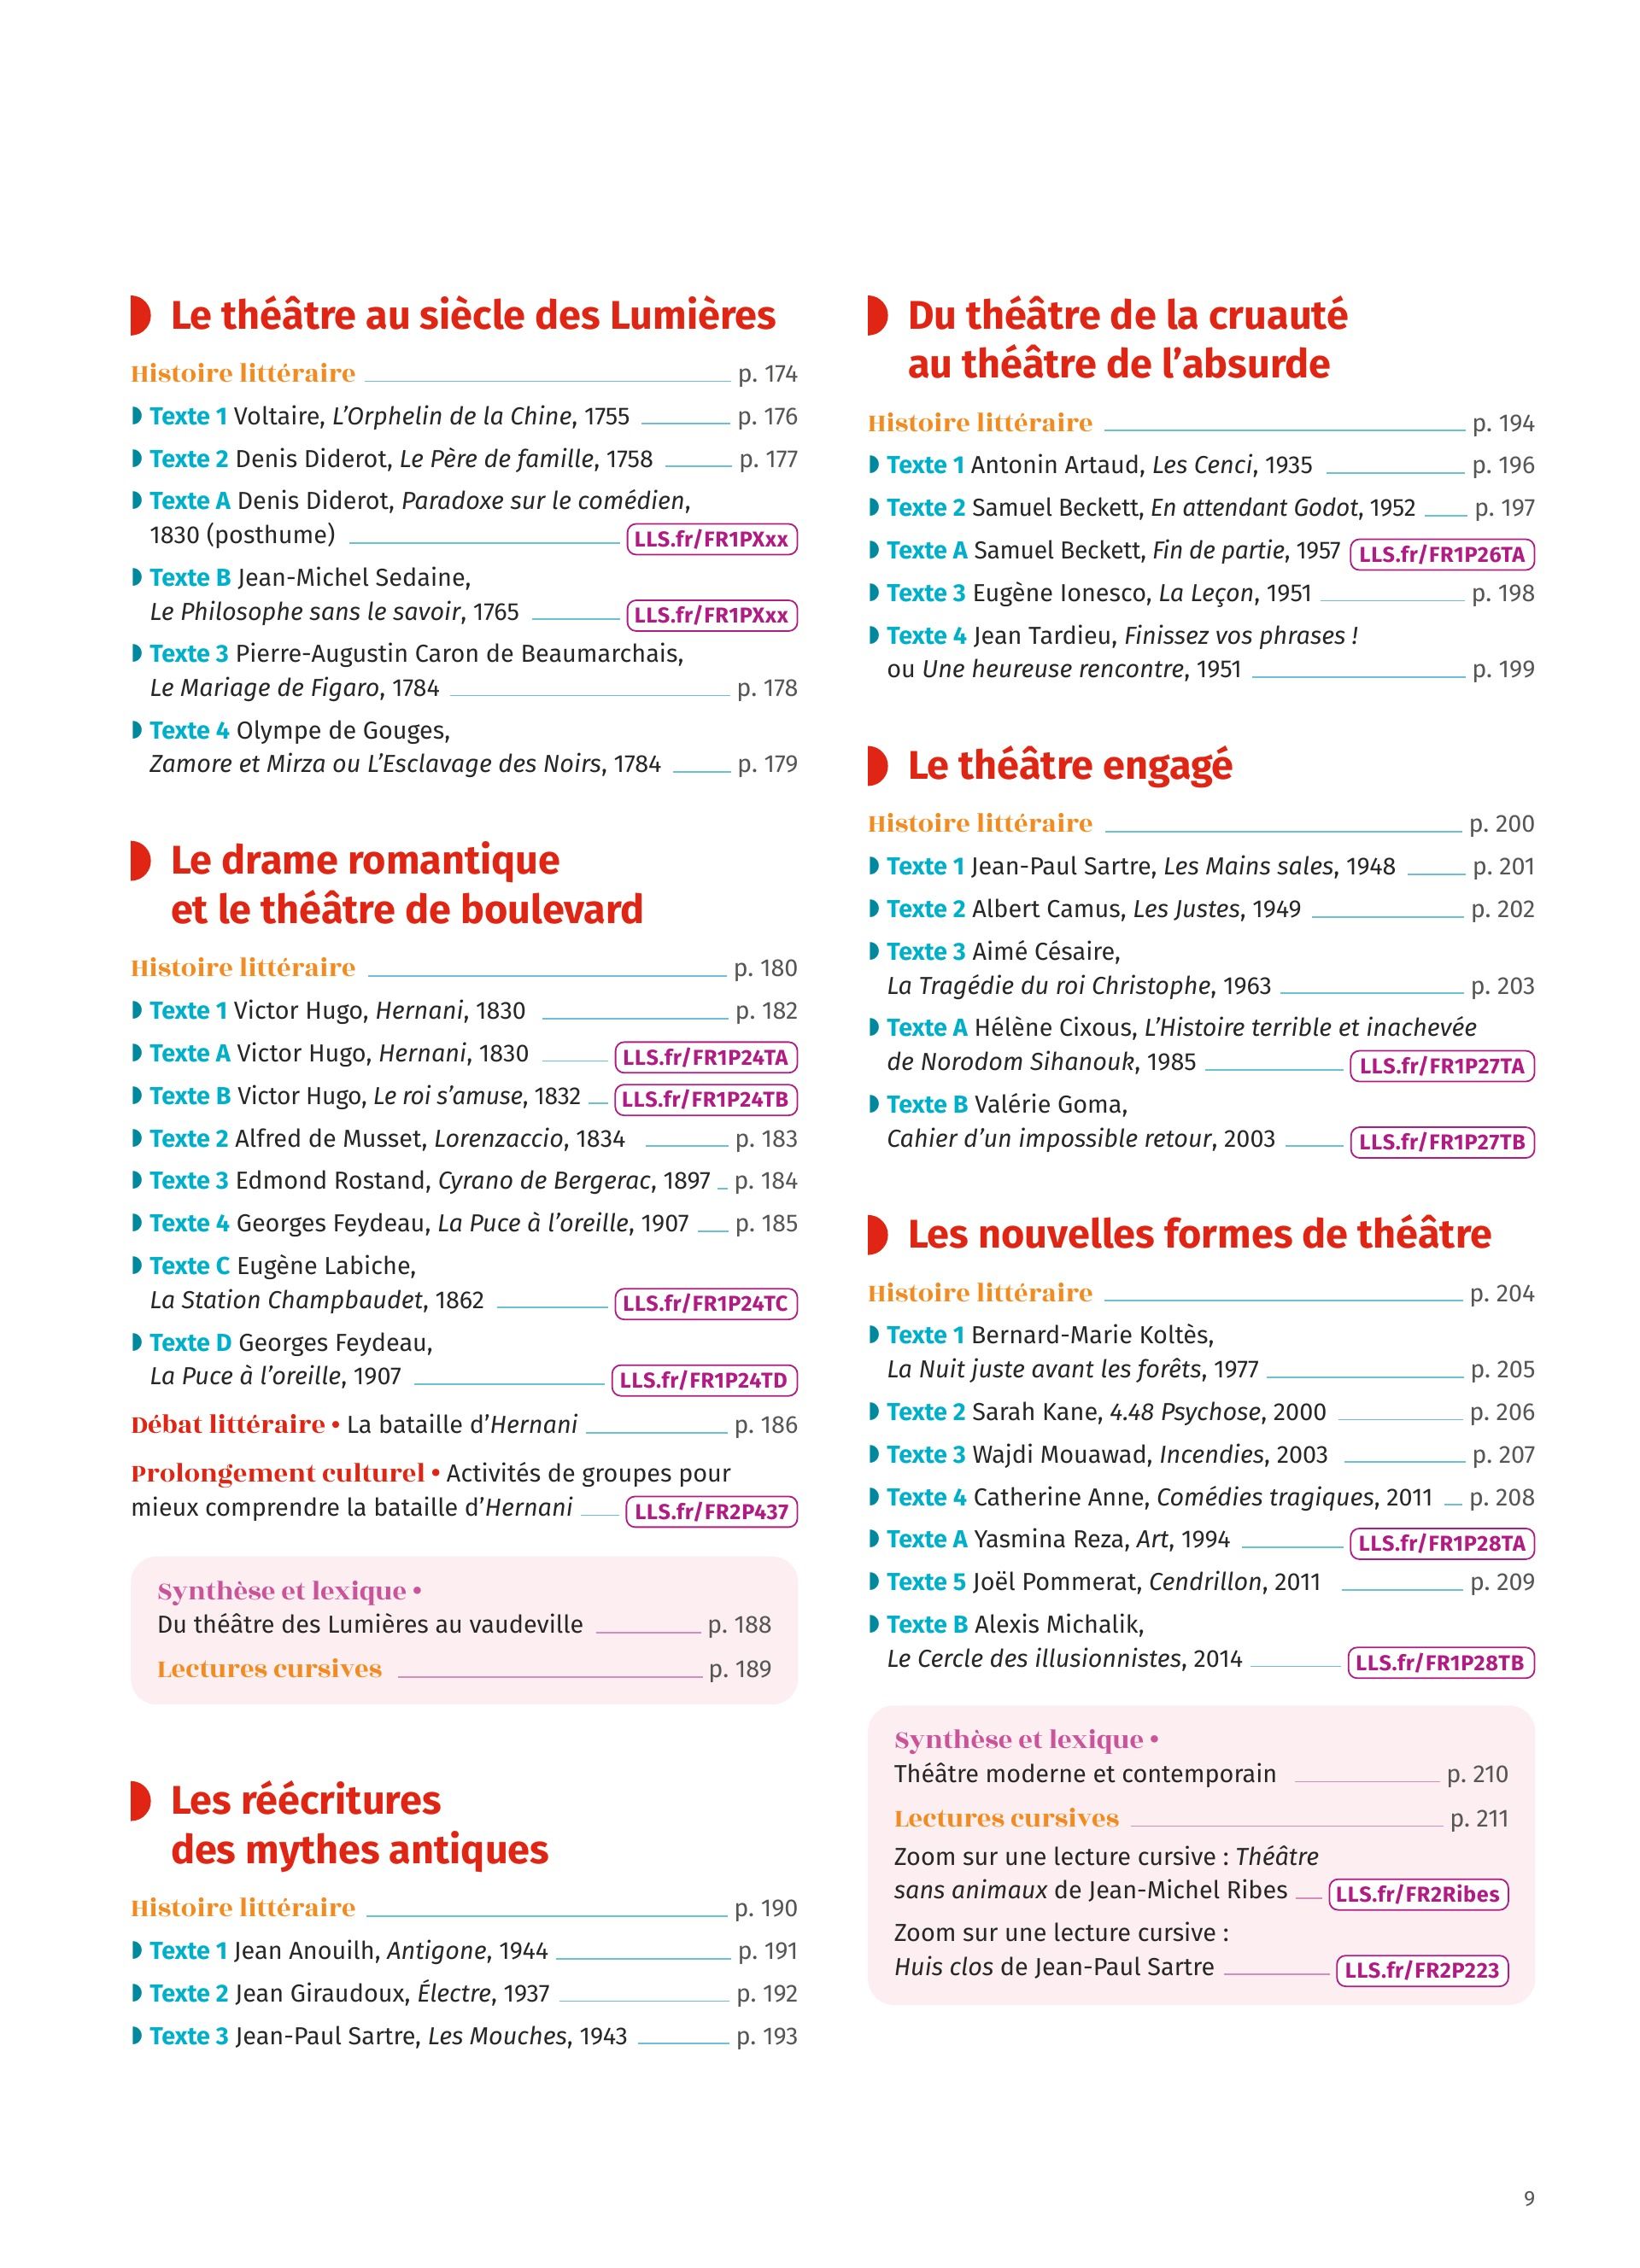 Le théâtre au siècle des Lumières
Histoire littéraire p. 174
Texte 1 Voltaire, L’Orphelin de la Chine, 1755 p. 176
Texte 2 Denis Diderot, Le Père de famille, 1758 p. 177
Texte A Denis Diderot, Paradoxe sur le comédien,
1830 (posthume) LLS.fr/FR1PXxx
Texte B Jean-Michel Sedaine,
Le Philosophe sans le savoir, 1765 LLS.fr/FR1PXxx
Texte 3 Pierre-Augustin Caron de Beaumarchais,
Le Mariage de Figaro, 1784 p. 178
Texte 4 Olympe de Gouges,
Zamore et Mirza ou L’Esclavage des Noirs, 1784 p. 179
Le drame romantique
et le théâtre de boulevard
Histoire littéraire p. 180
Texte 1 Victor Hugo, Hernani, 1830 p. 182
Texte A Victor Hugo, Hernani, 1830 LLS.fr/FR1P24TA
Texte B Victor Hugo, Le roi s’amuse, 1832 LLS.fr/FR1P24TB
Texte 2 Alfred de Musset, Lorenzaccio, 1834 p. 183
Texte 3 Edmond Rostand, Cyrano de Bergerac, 1897 p. 184
Texte 4 Georges Feydeau, La Puce à l’oreille, 1907 p. 185
Texte C Eugène Labiche,
La Station Champbaudet, 1862 LLS.fr/FR1P24TC
Texte D Georges Feydeau,
La Puce à l’oreille, 1907 LLS.fr/FR1P24TD
Débat littéraire • La bataille d’Hernani p. 186
Prolongement culturel • Activités de groupes pour
mieux comprendre la bataille d’Hernani LLS.fr/FR2P437
Synthèse et lexique •
Du théâtre des Lumières au vaudeville p. 188
Lectures cursives p. 189
Les réécritures
des mythes antiques
Histoire littéraire p. 190
Texte 1 Jean Anouilh, Antigone, 1944 p. 191
Texte 2 Jean Giraudoux, Électre, 1937 p. 192
Texte 3 Jean-Paul Sartre, Les Mouches, 1943 p. 193
Du théâtre de la cruauté
au théâtre de l’absurde
Histoire littéraire p. 194
Texte 1 Antonin Artaud, Les Cenci, 1935 p. 196
Texte 2 Samuel Beckett, En attendant Godot, 1952 p. 197
Texte A Samuel Beckett, Fin de partie, 1957 LLS.fr/FR1P26TA
Texte 3 Eugène Ionesco, La Leçon, 1951 p. 198
Texte 4 Jean Tardieu, Finissez vos phrases !
ou Une heureuse rencontre, 1951 p. 199
Le théâtre engagé
Histoire littéraire p. 200
Texte 1 Jean-Paul Sartre, Les Mains sales, 1948 p. 201
Texte 2 Albert Camus, Les Justes, 1949 p. 202
Texte 3 Aimé Césaire,
La Tragédie du roi Christophe, 1963 p. 203
Texte A Hélène Cixous, L’Histoire terrible et inachevée
de Norodom Sihanouk, 1985 LLS.fr/FR1P27TA
Texte B Valérie Goma,
Cahier d’un impossible retour, 2003 LLS.fr/FR1P27TB
Les nouvelles formes de théâtre
Histoire littéraire p. 204
Texte 1 Bernard-Marie Koltès,
La Nuit juste avant les forêts, 1977 p. 205
Texte 2 Sarah Kane, 4.48 Psychose, 2000 p. 206
Texte 3 Wajdi Mouawad, Incendies, 2003 p. 207
Texte 4 Catherine Anne, Comédies tragiques, 2011 p. 208
Texte A Yasmina Reza, Art, 1994 LLS.fr/FR1P28TA
Texte 5 Joël Pommerat, Cendrillon, 2011 p. 209
Texte B Alexis Michalik,
Le Cercle des illusionnistes, 2014 LLS.fr/FR1P28TB
Synthèse et lexique •
Théâtre moderne et contemporain p. 210
Lectures cursives p. 211
Zoom sur une lecture cursive : Théâtre
sans animaux de Jean-Michel Ribes LLS.fr/FR2Ribes
Zoom sur une lecture cursive :
Huis clos de Jean-Paul Sartre LLS.fr/FR2P223
9